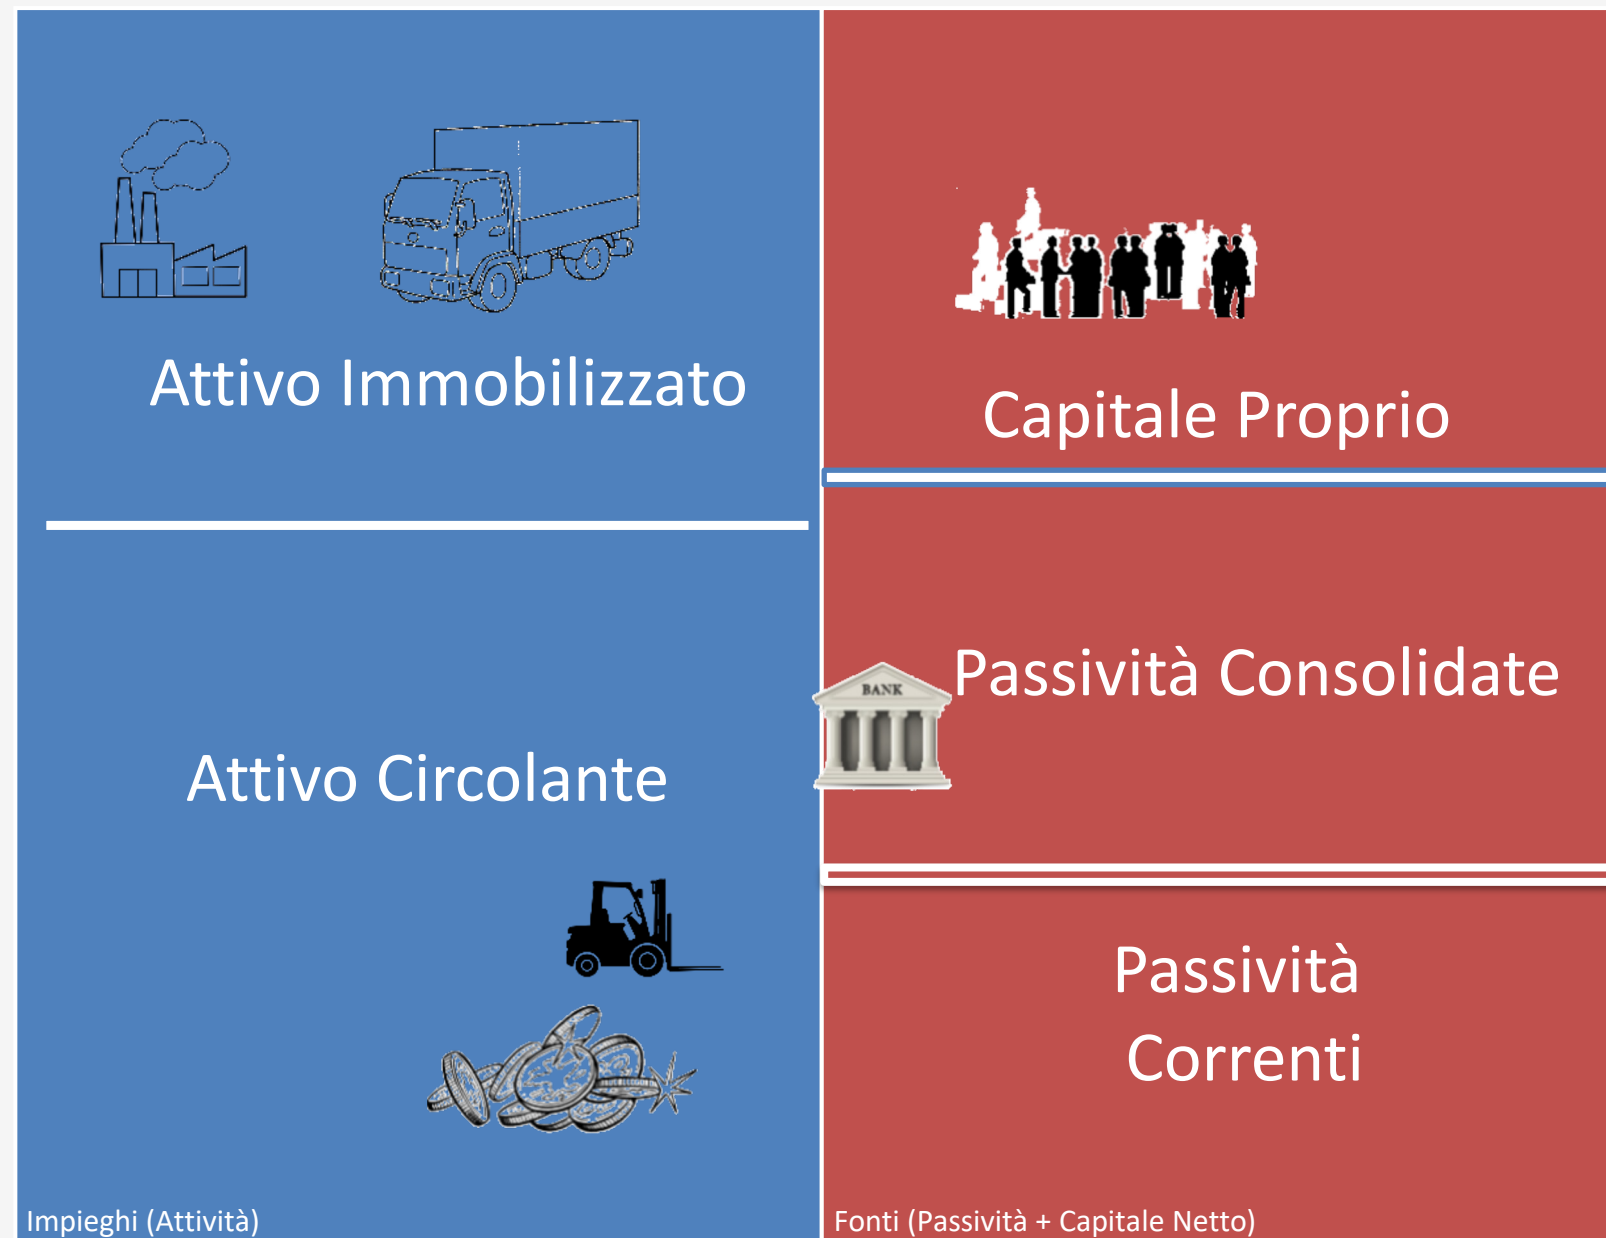 Attivo Immobilizzato
Attivo Circolante
Impieghi (Attività)
Capitale Proprio
BANK
Passività Consolidate
Passività
Correnti
Fonti (Passività + Capitale Netto)